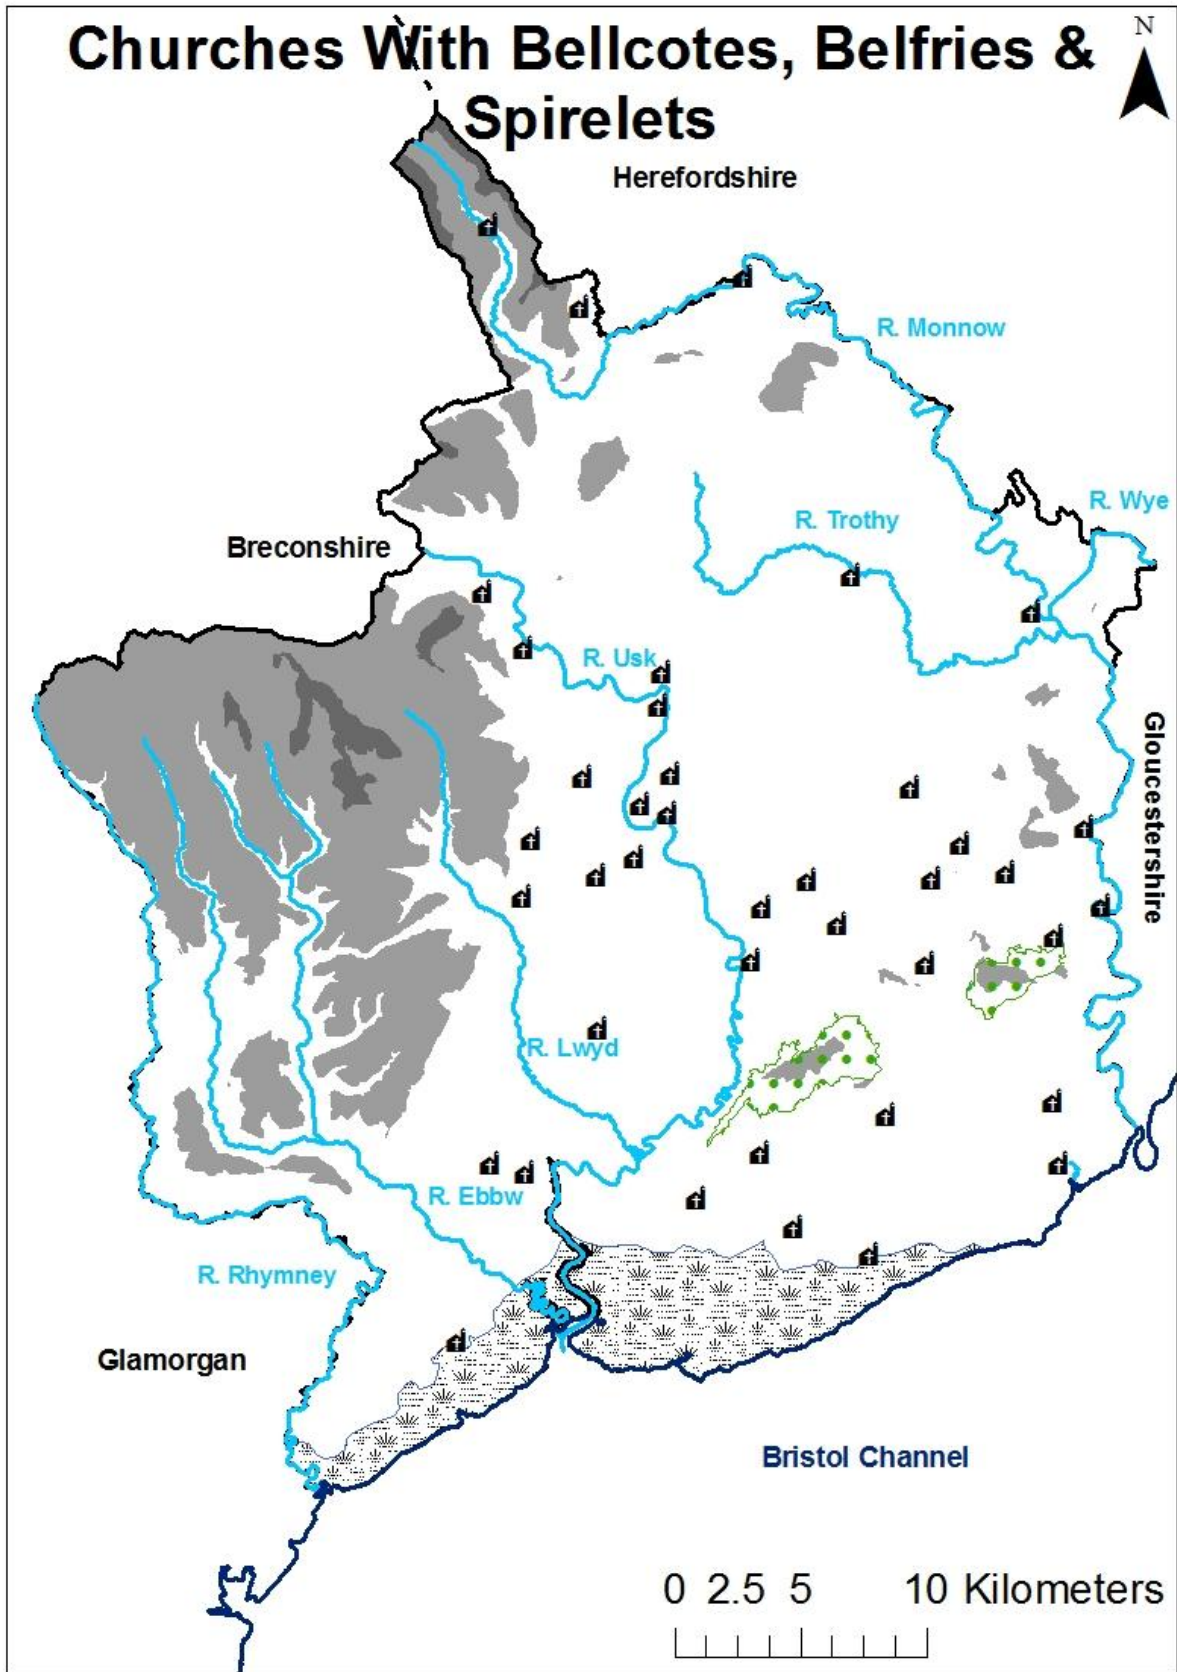 Churches With Bellcotes, Belfries &
Spirelets
N
Herefordshire
R. Monnow
R. Wye
R. Trothy
Breconshire
R. Usk
Gloucestershire
R. Lwyd
R. Ebbw
R. Rhymney
Glamorgan
Bristol Channel
0 2.5 5 10 Kilometers